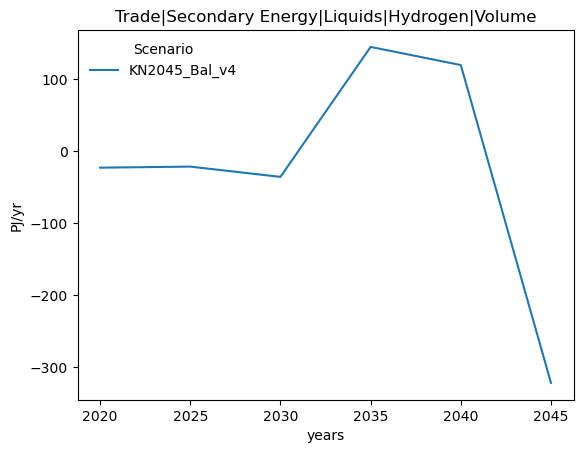 Trade|Secondary Energy|Liquids|Hydrogen|Volume
Scenario
KN2045_Bal_v4
100
0
−100
−200
−300
PJ/yr
2020 2025 2030 2035 2040 2045
years